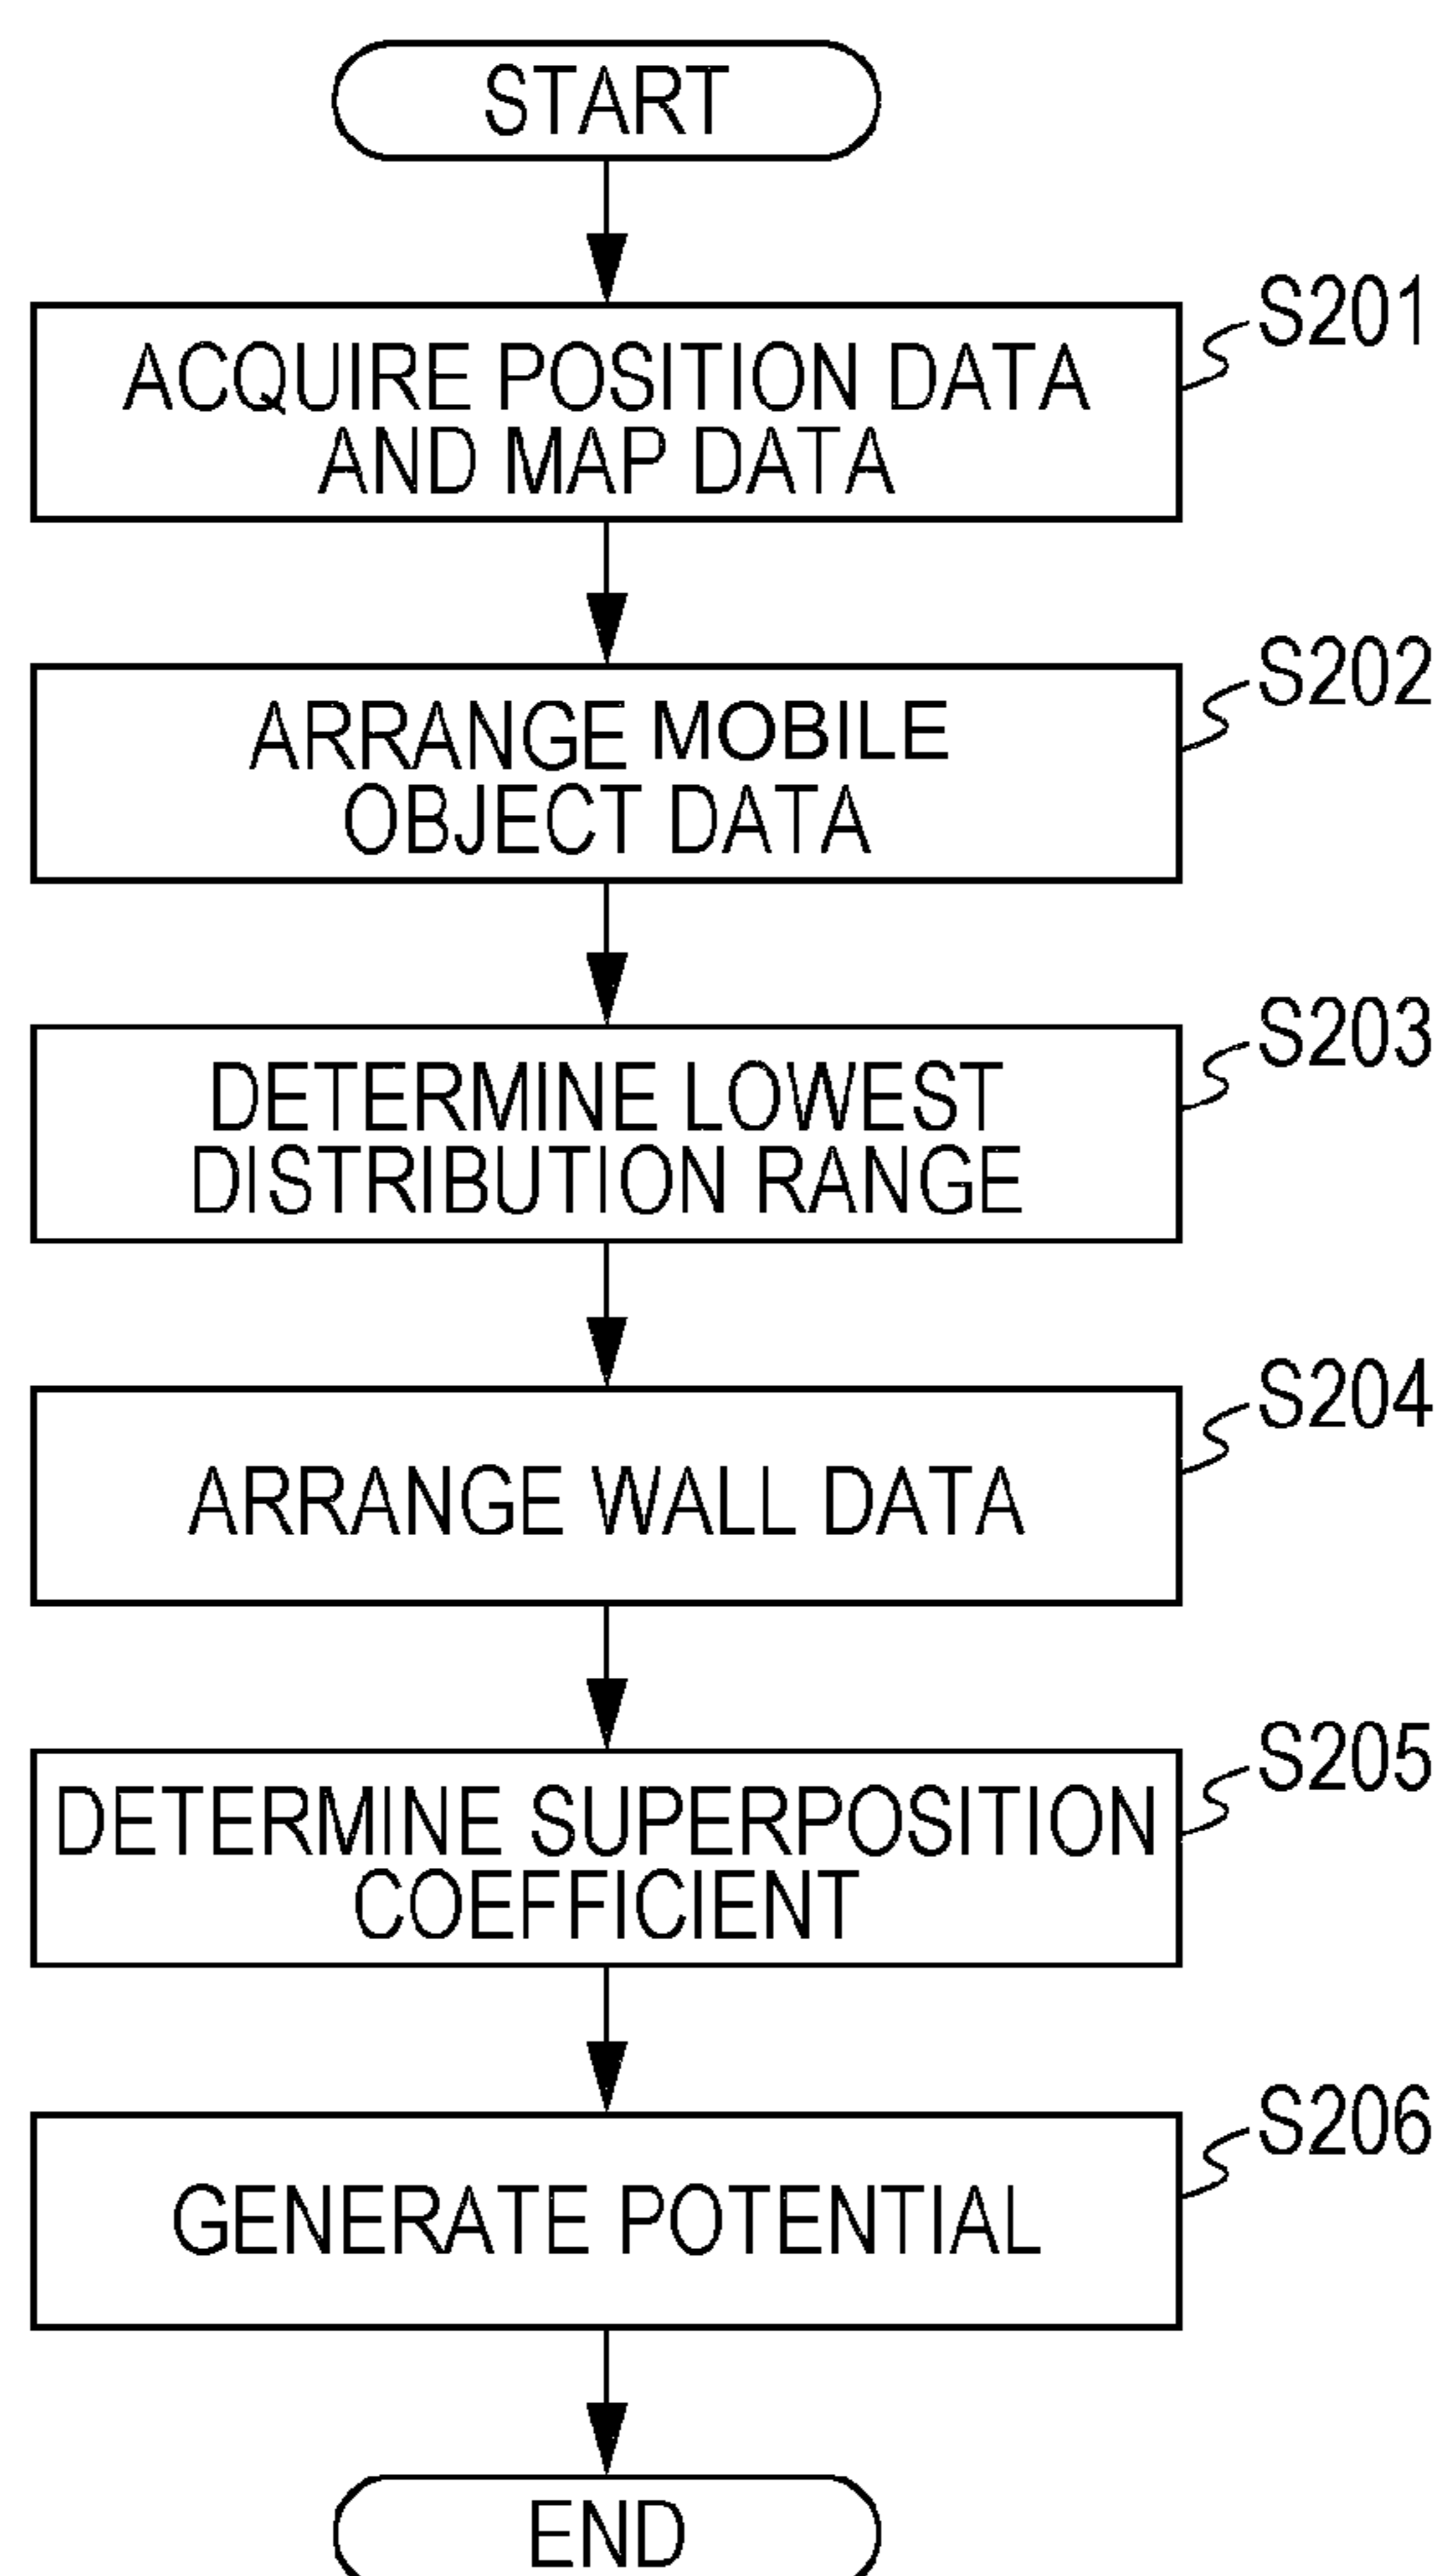 START
S201
ACQUIRE POSITION DATA
AND MAP DATA
S202
ARRANGE MOBILE
OBJECT DATA
S203
DETERMINE LOWEST
DISTRIBUTION RANGE
S204
ARRANGE WALL DATA
S205
DETERMINE SUPERPOSITION
COEFFICIENT
S206
GENERATE POTENTIAL
END